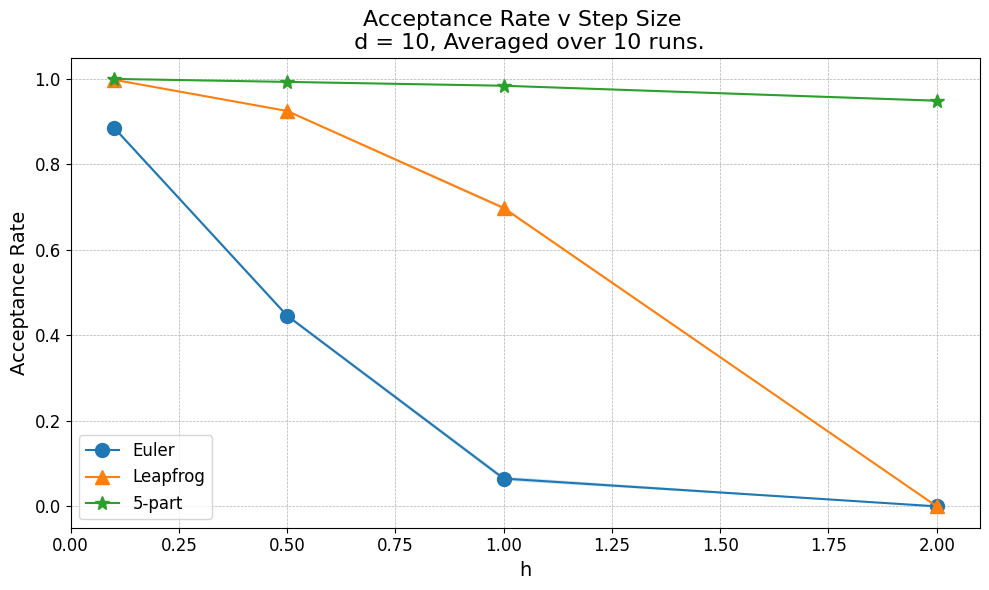 Acceptance Rate v Step Size
d = 10, Averaged over 10 runs.
Acceptance Rate
1.0
0.8
0.6
0.4
0.2
0.0
Euler
Leapfrog
5-part
0.00 0.25 0.50 0.75 1.00 1.25 1.50 1.75 2.00
h